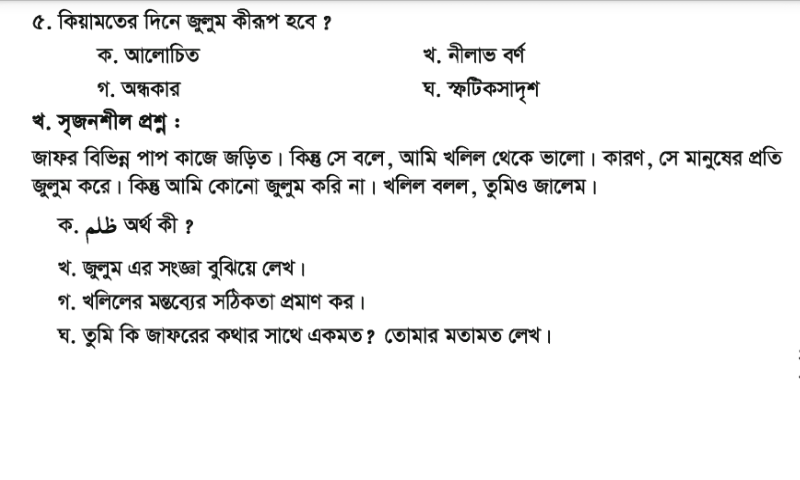 ৫. কিয়ামতের দিনে জুলুম কীরূপ হবে ?
ক. আলোচিত খ. নীলাভ বর্ণ
গ. অন্ধকার ঘ. স্ফটিকসাদৃশ
খ. সৃজনশীল প্রশ্ন :
জাফর বিভিন্ন পাপ কাজে জড়িত। কিন্তু সে বলে, আমি খলিল থেকে ভালো। কারণ, সে মানুষের প্রতি
জুলুম করে। কিন্তু আমি কোনো জুলুম করি না। খলিল বলল, তুমিও জালেম।
ক. ظلم অর্থ কী ?
খ. জুলুম এর সংজ্ঞা বুঝিয়ে লেখ।
গ. খলিলের মন্তব্যের সঠিকতা প্রমাণ কর।
ঘ. তুমি কি জাফরের কথার সাথে একমত? তোমার মতামত লেখ।